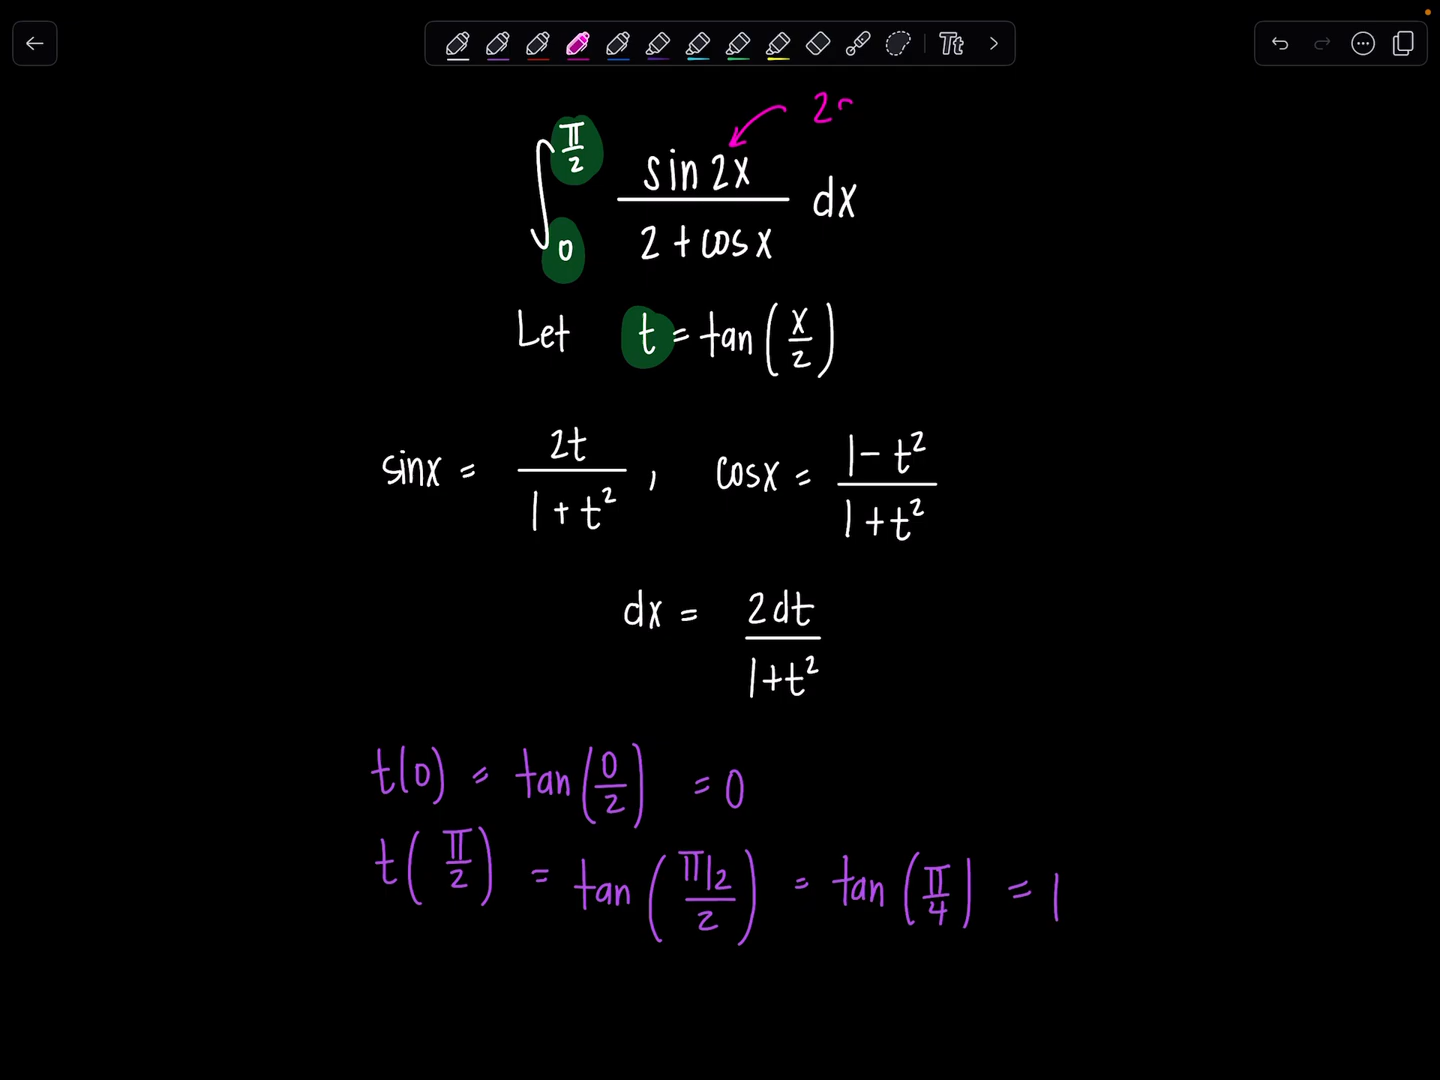 2
∫₀^(π/2) sin 2x / (2 + cos x) dx
Let t = tan(x/2)
sinx = 2t / (1 + t²), cosx = (1 - t²) / (1 + t²)
dx = 2dt / (1+t²)
t(0) = tan(0/2) = 0
t(π/2) = tan((π/2)/2) = tan(π/4) = 1
Tt